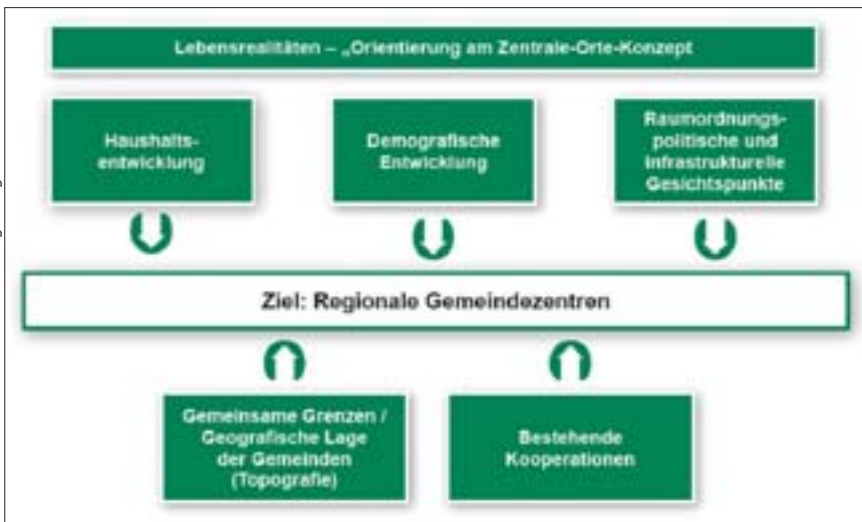 Lebensrealitäten – „Orientierung am Zentrale-Orte-Konzept
Haushalts-
entwicklung
Demografische
Entwicklung
Raumordnungs-
politische und
infrastrukturelle
Gesichtspunkte
Ziel: Regionale Gemeindezentren
Gemeinsame Grenzen /
Geografische Lage
der Gemeinden
(Topografie)
Bestehende
Kooperationen